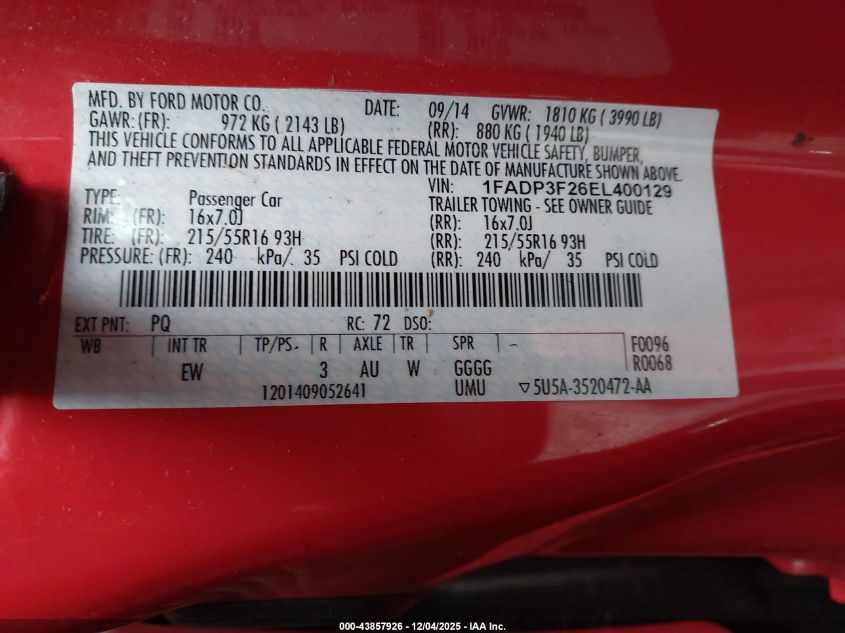 MFD. BY FORD MOTOR CO. DATE: 09/14 GVWR: 1810 KG ( 3990 LB)
GAWR: (FR): 972 KG ( 2143 LB) (RR): 880 KG ( 1940 LB)
THIS VEHICLE CONFORMS TO ALL APPLICABLE FEDERAL MOTOR VEHICLE SAFETY, BUMPER,
AND THEFT PREVENTION STANDARDS IN EFFECT ON THE DATE OF MANUFACTURE SHOWN ABOVE.
VIN: 1FADP3F26EL400129
TYPE: Passenger Car TRAILER TOWING - SEE OWNER GUIDE
RIM: (FR): 16x7.0J (RR): 16x7.0J
TIRE: (FR): 215/55R16 93H (RR): 215/55R16 93H
PRESSURE: (FR): 240 kPa/ 35 PSI COLD (RR): 240 kPa/ 35 PSI COLD
EXT PNT: PQ RC: 72 DSO:
WB INT TR TP/PS R AXLE TR SPR F0096
EW 3 AU W GGGG R0068
1201409052641 UMU ▽5U5A-3520472-AA
000-43857926 - 12/04/2025 - IAA Inc.